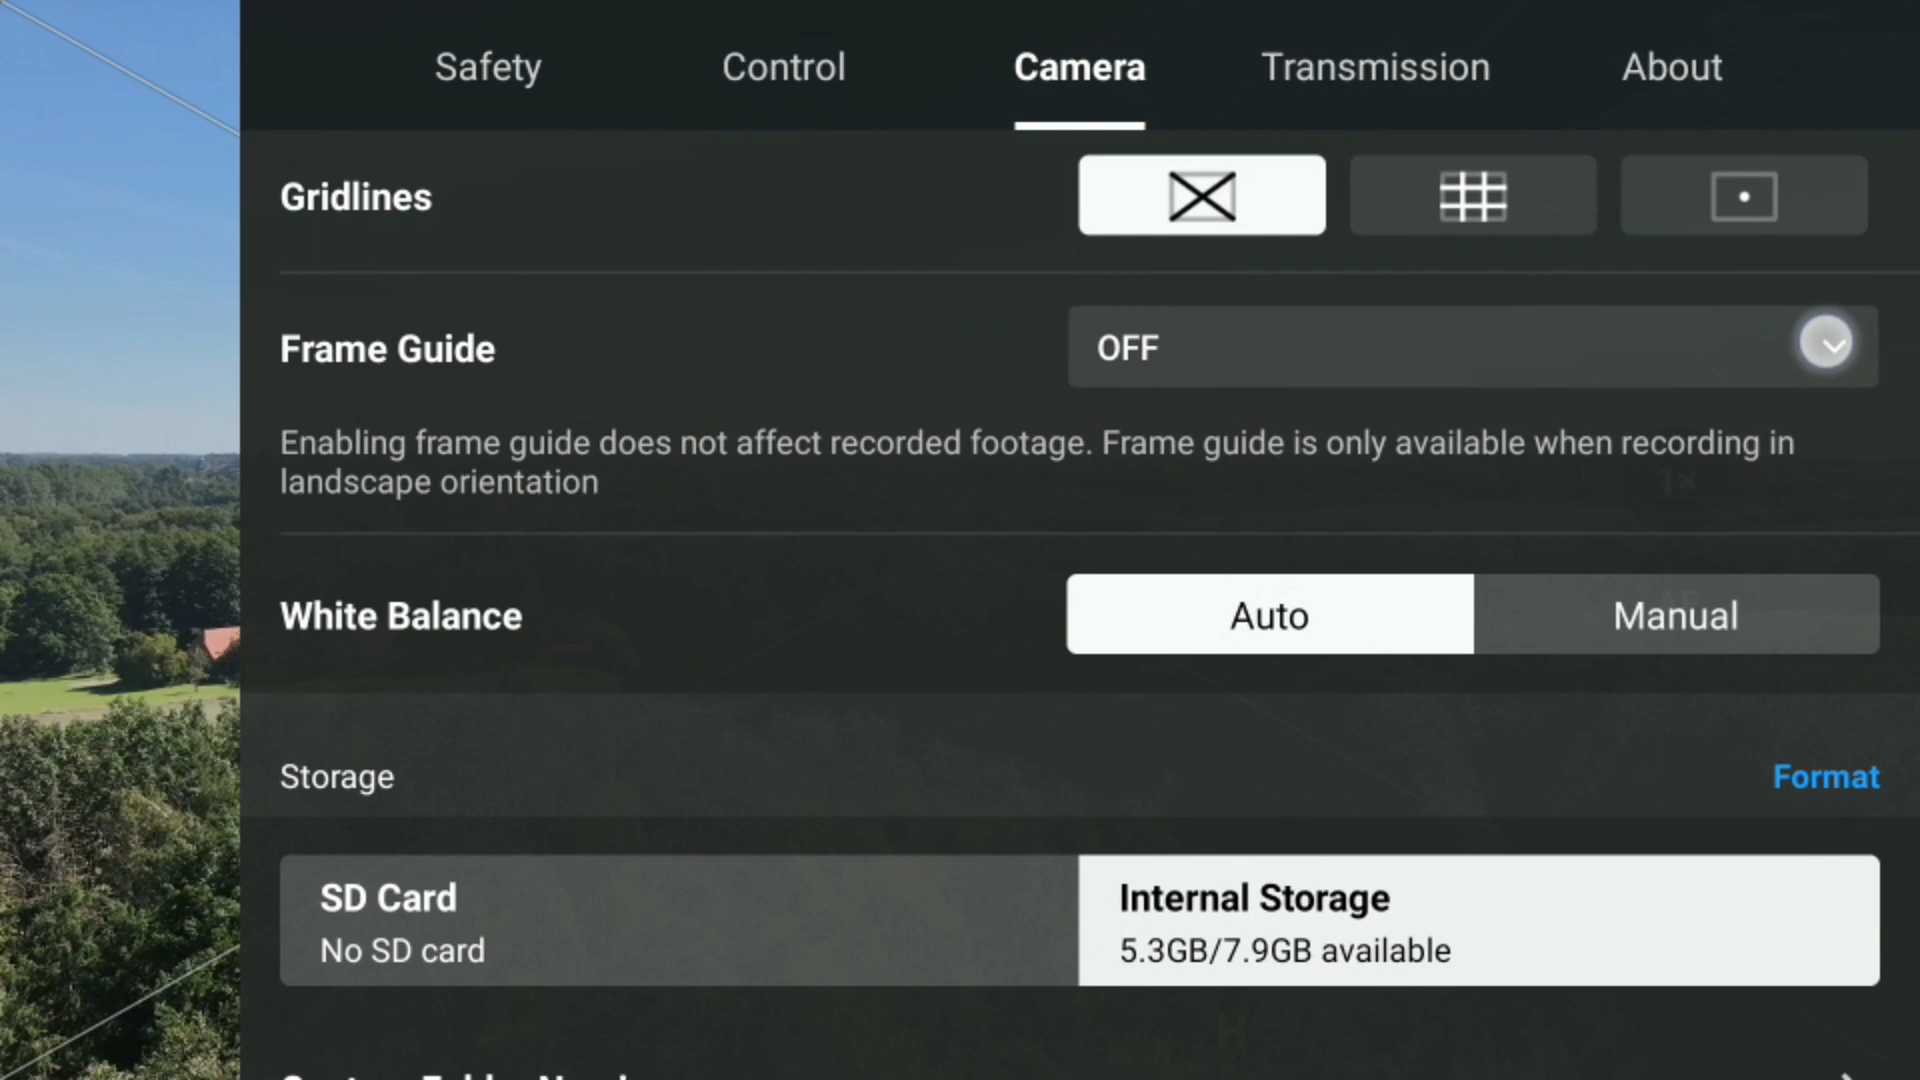 Safety Control Camera Transmission About
Gridlines
Frame Guide OFF
Enabling frame guide does not affect recorded footage. Frame guide is only available when recording in
landscape orientation
1×
White Balance Auto Manual
Storage Format
SD Card Internal Storage
No SD card 5.3GB/7.9GB available